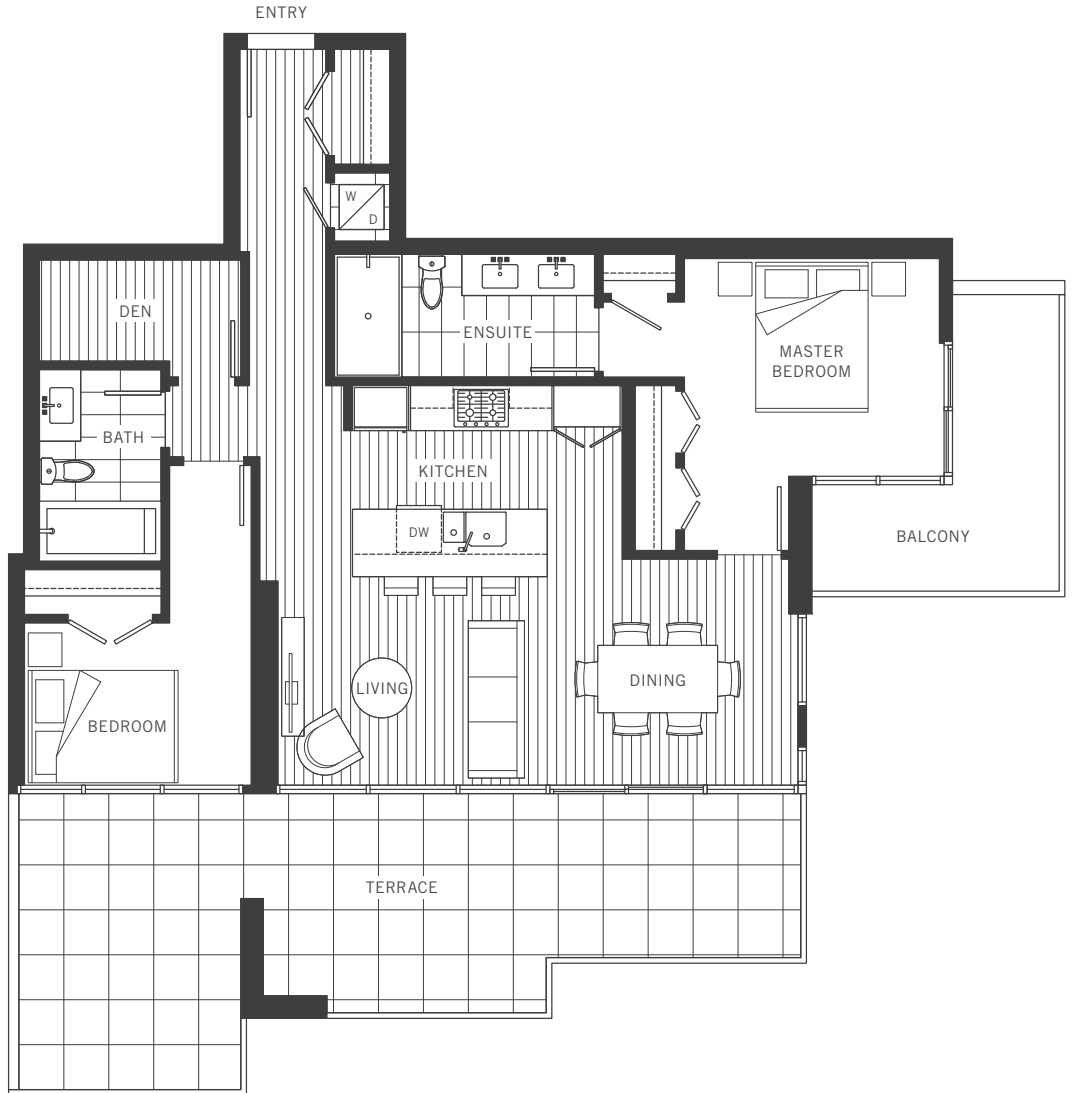 ENTRY
W
D
DEN
ENSUITE
MASTER
BEDROOM
BATH
KITCHEN
DW
BALCONY
LIVING
DINING
BEDROOM
TERRACE